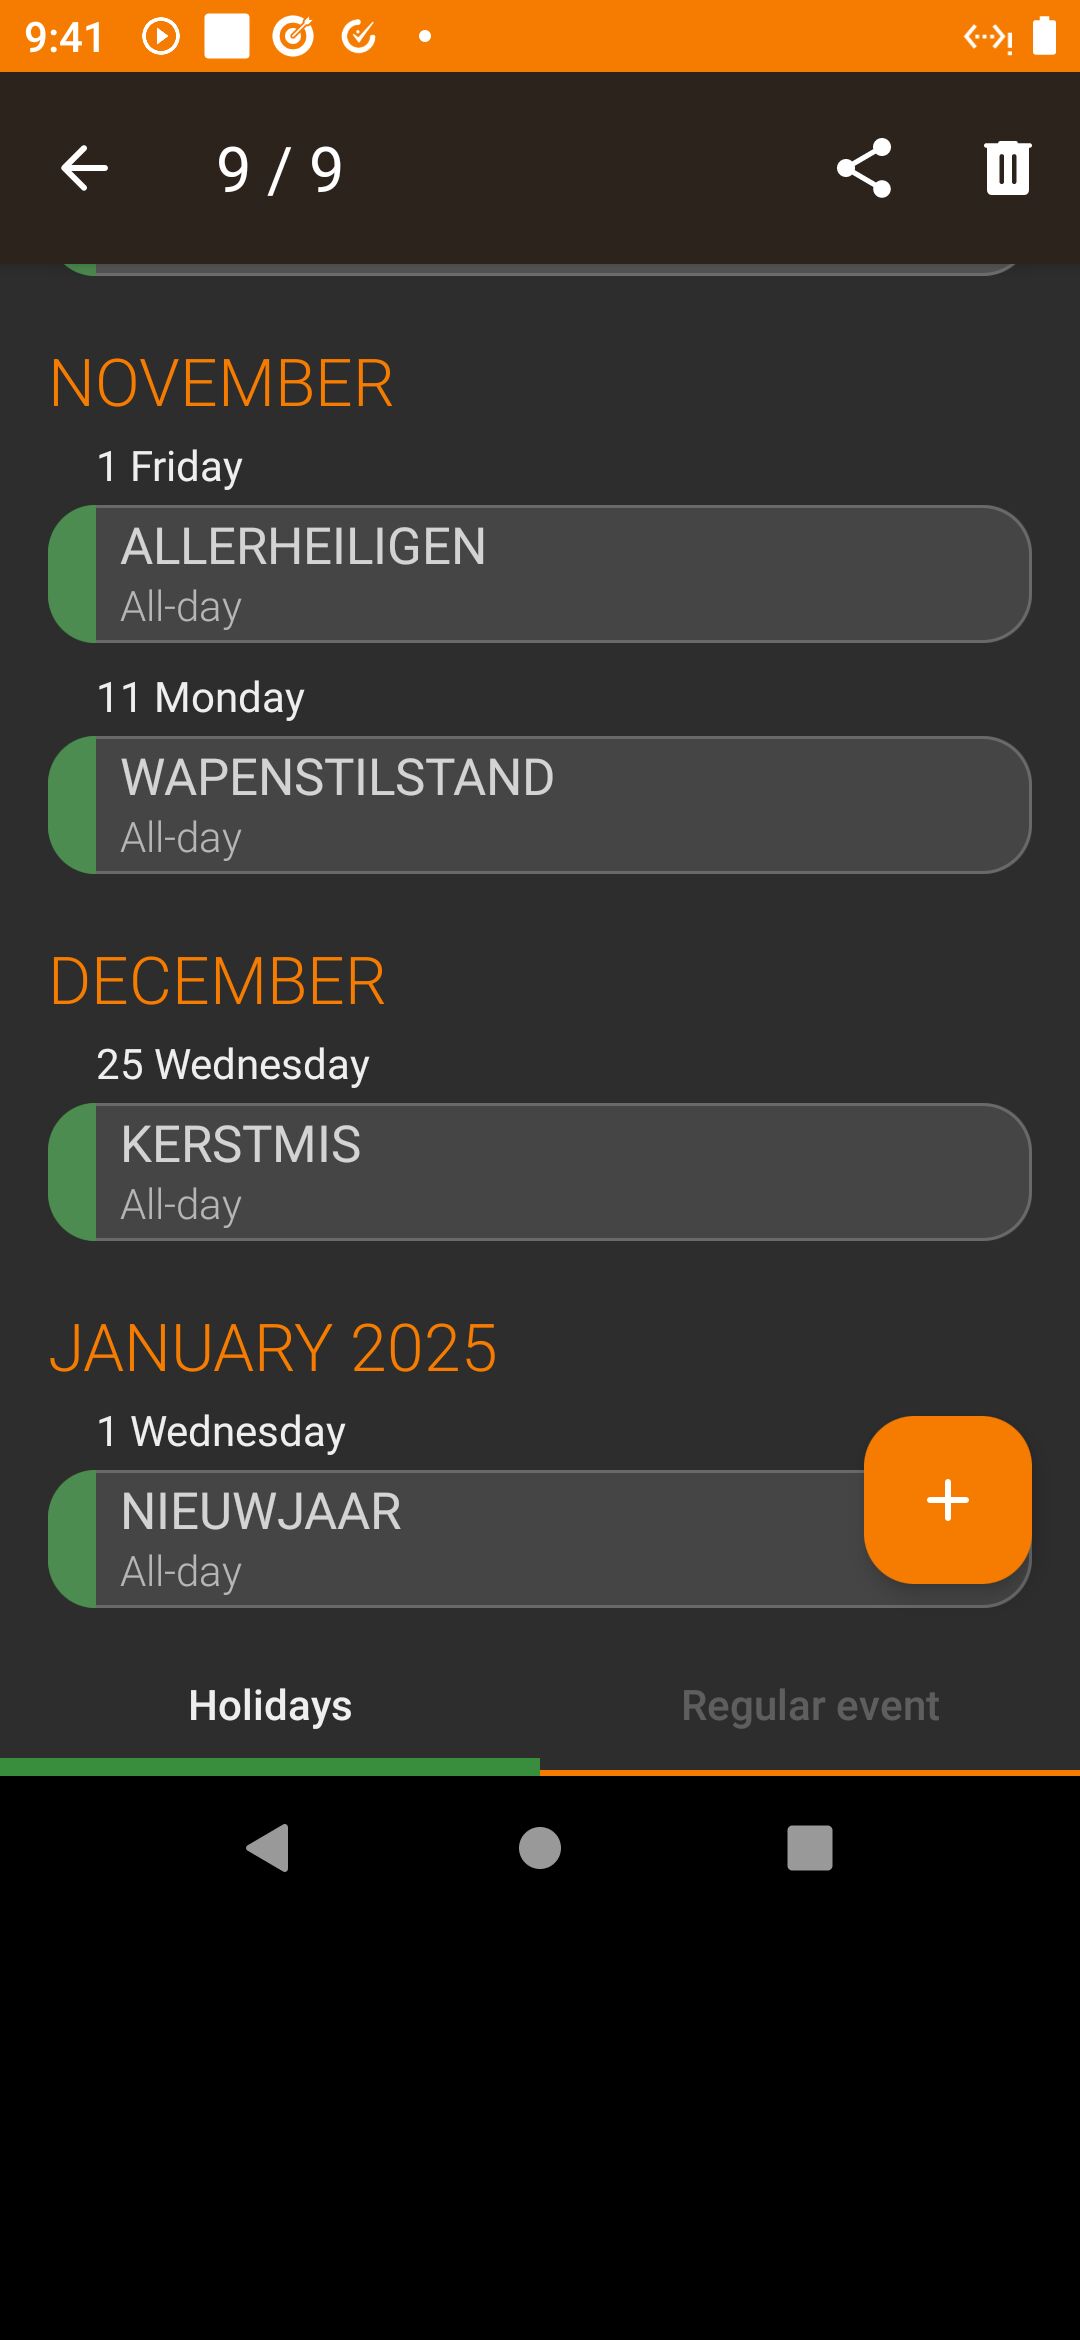 9:41
9 / 9
NOVEMBER
1 Friday
ALLERHEILIGEN
All-day
11 Monday
WAPENSTILSTAND
All-day
DECEMBER
25 Wednesday
KERSTMIS
All-day
JANUARY 2025
1 Wednesday
NIEUWJAAR
All-day
Holidays
Regular event